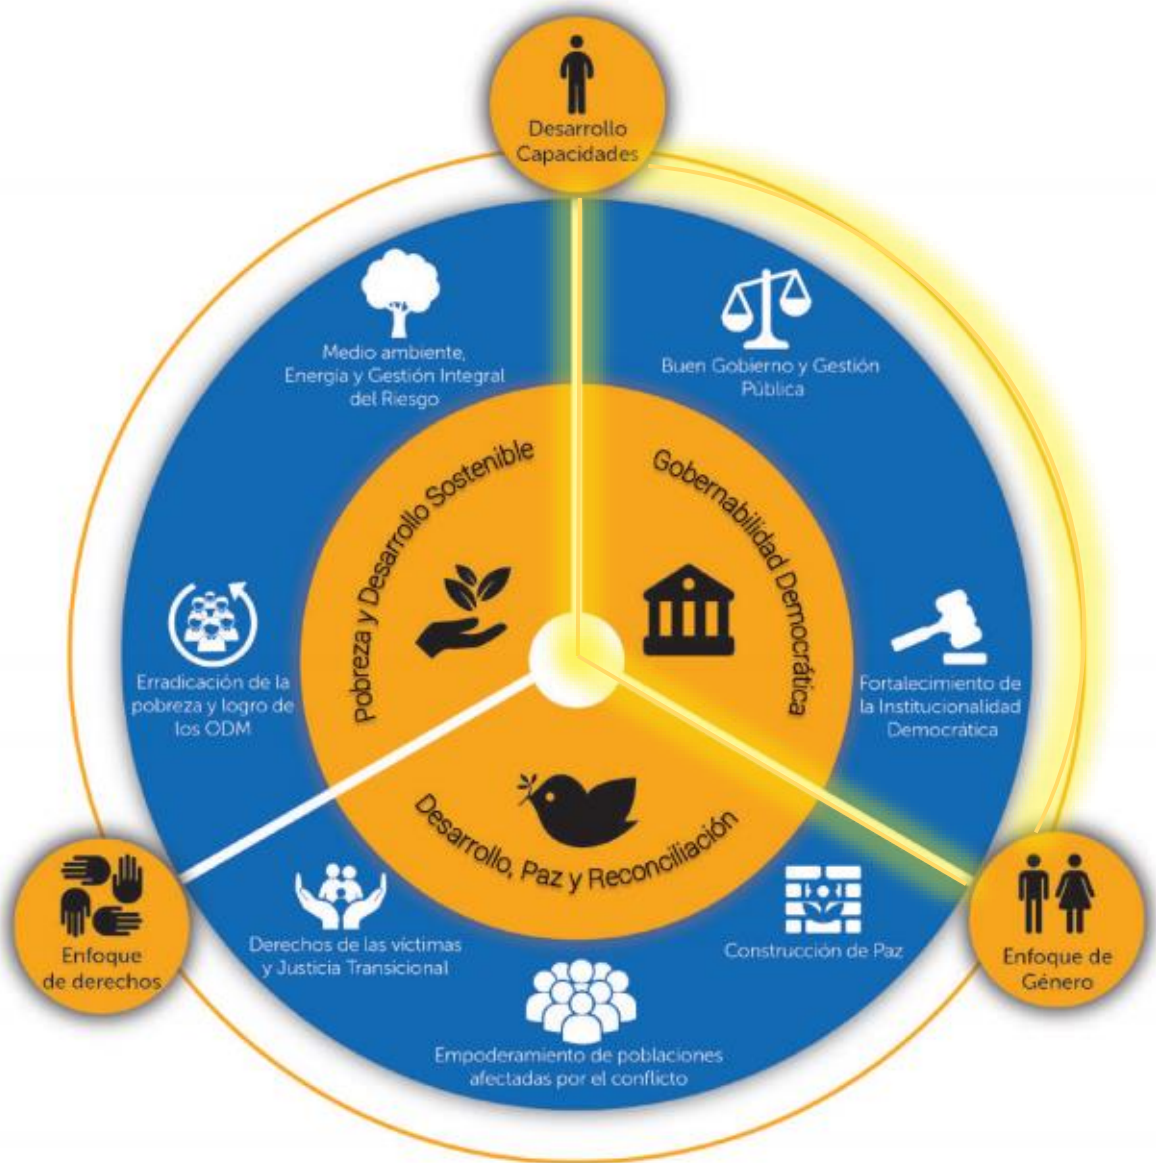 Desarrollo
Capacidades
Medio ambiente,
Energía y Gestión Integral
del Riesgo
Buen Gobierno y Gestión
Pública
Pobreza y Desarrollo Sostenible
Gobernabilidad Democrática
Erradicación de la
pobreza y logro de
los ODM
Fortalecimiento de
la Institucionalidad
Democrática
Desarrollo, Paz y Reconciliación
Derechos de las víctimas
y Justicia Transicional
Construcción de Paz
Empoderamiento de poblaciones
afectadas por el conflicto
Enfoque
de derechos
Enfoque de
Género